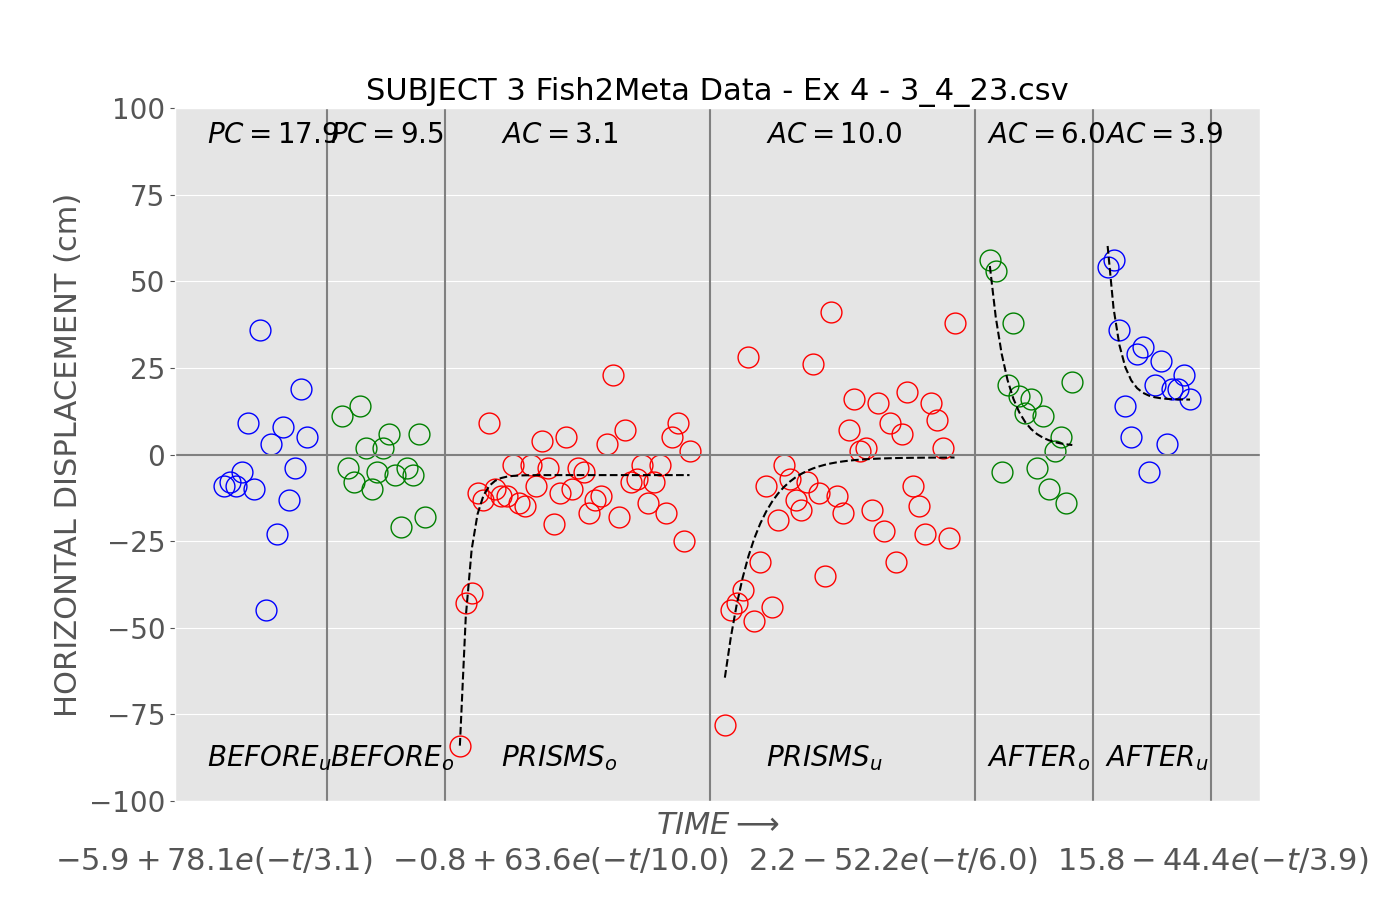 SUBJECT 3 Fish2Meta Data - Ex 4 - 3_4_23.csv
PC = 17.9 PC = 9.5 AC = 3.1 AC = 10.0 AC = 6.0 AC = 3.9
100
75
50
25
0
−25
−50
−75
−100
HORIZONTAL DISPLACEMENT (cm)
BEFOREu BEFOREo PRISMSo PRISMSu AFTERo AFTERu
TIME ⟶
−5.9 + 78.1e(−t/3.1) −0.8 + 63.6e(−t/10.0) 2.2 − 52.2e(−t/6.0) 15.8 − 44.4e(−t/3.9)